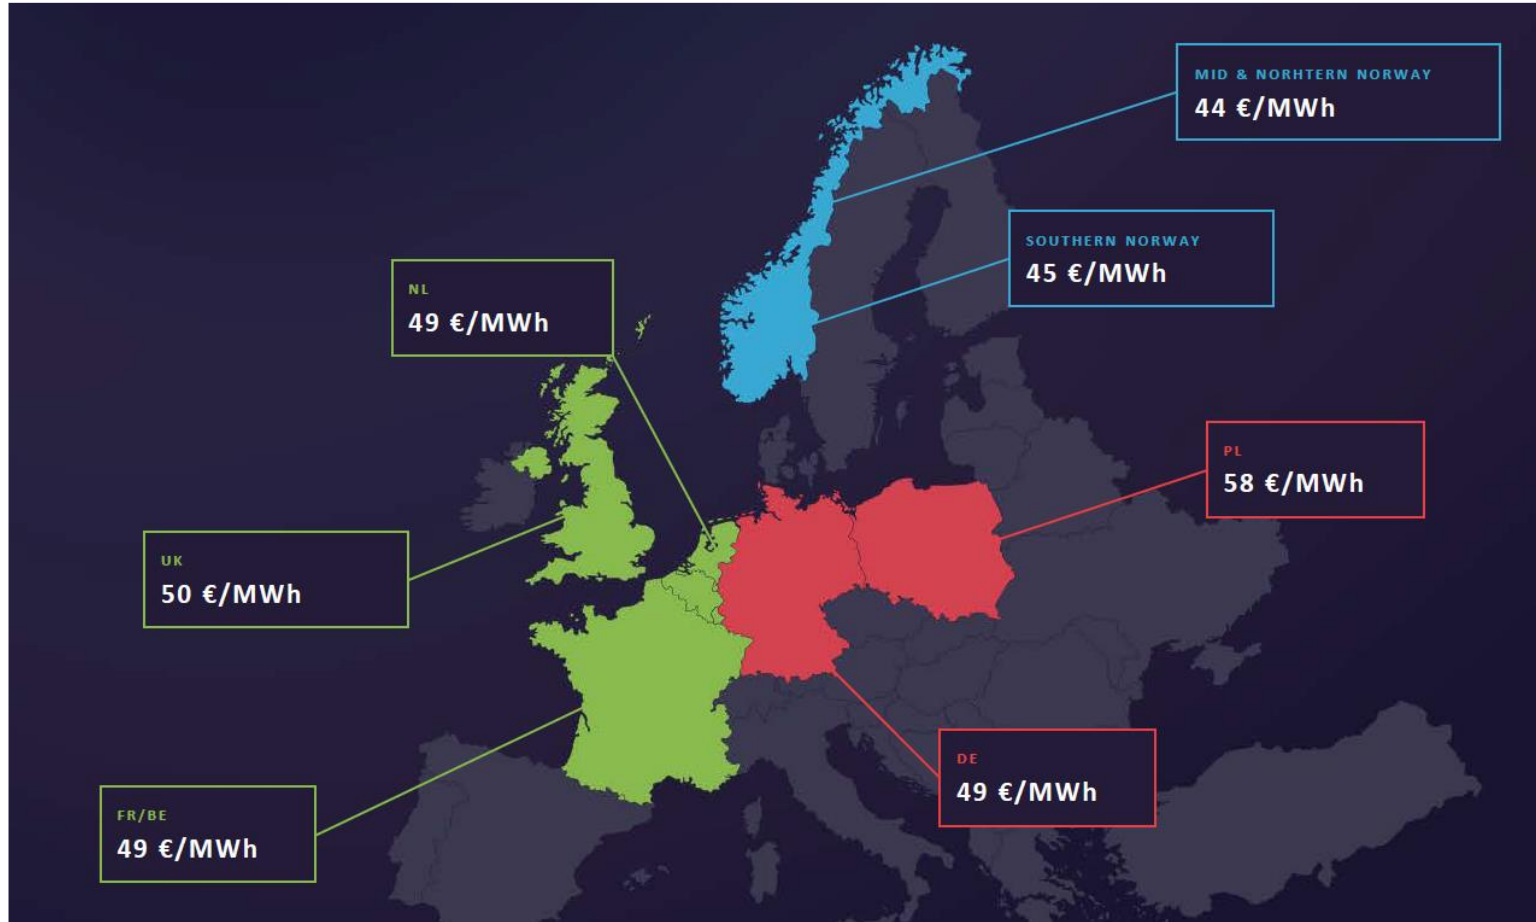 MID & NORHTERN NORWAY
44 €/MWh
SOUTHERN NORWAY
45 €/MWh
NL
49 €/MWh
PL
58 €/MWh
UK
50 €/MWh
DE
49 €/MWh
FR/BE
49 €/MWh